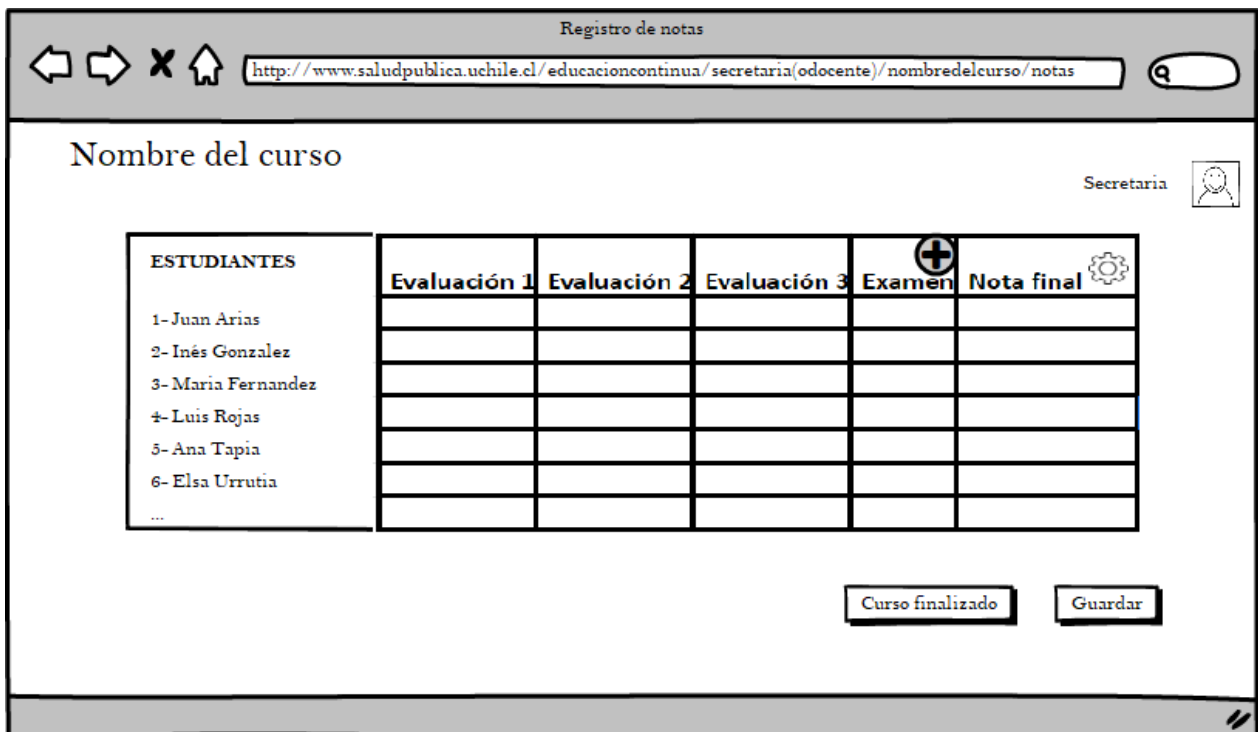 Registro de notas
http://www.saludpublica.uchile.cl/educacioncontinua/secretaria(odocente)/nombredelcurso/notas
Nombre del curso
Secretaria
ESTUDIANTES
Evaluación 1 Evaluación 2 Evaluación 3 Examen Nota final
1- Juan Arias
2- Inés Gonzalez
3- Maria Fernandez
4- Luis Rojas
5- Ana Tapia
6- Elsa Urrutia
...
Curso finalizado
Guardar